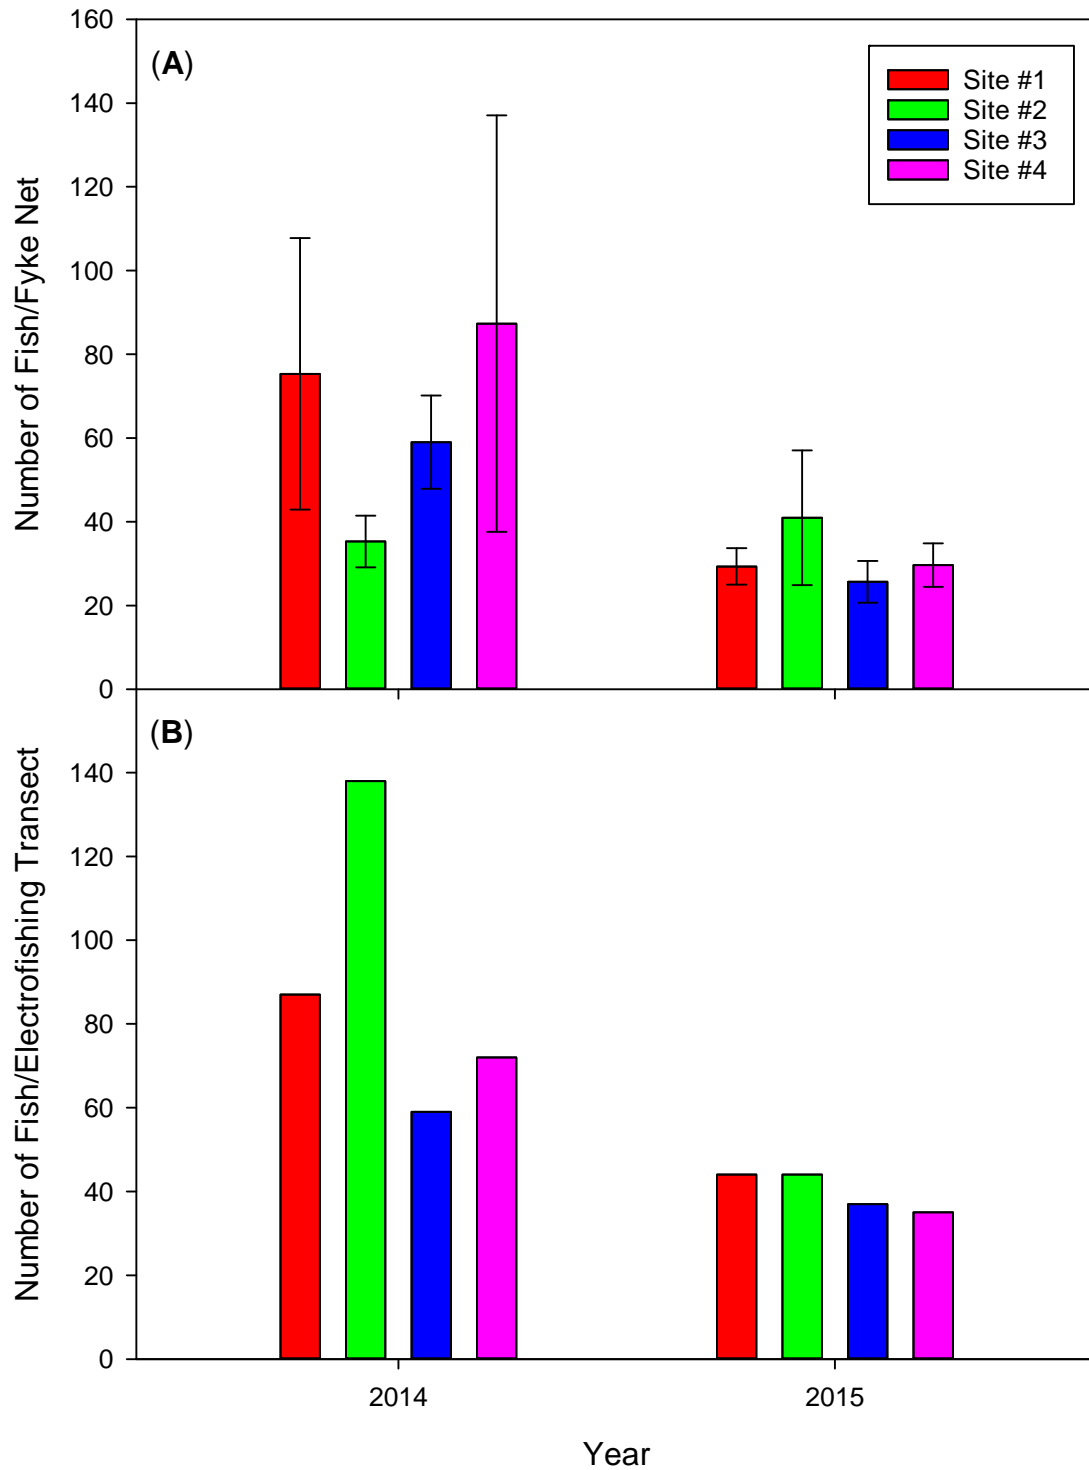 (A)
Site #1
Site #2
Site #3
Site #4
Number of Fish/Fyke Net
160
140
120
100
80
60
40
20
0
(B)
Number of Fish/Electrofishing Transect
140
120
100
80
60
40
20
0
2014
2015
Year